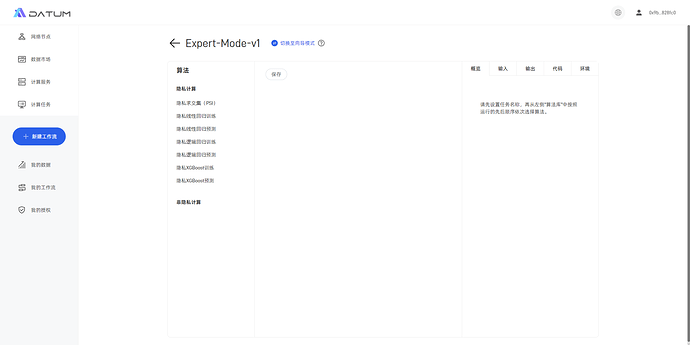 DATUM
0xf6...828fc0
网络节点
数据市场
计算服务
计算任务
+ 新建工作流
我的数据
我的工作流
我的授权
Expert-Mode-v1
切换至向导模式
算法
隐私计算
隐私求交集（PSI）
隐私线性回归训练
隐私线性回归预测
隐私逻辑回归训练
隐私逻辑回归预测
隐私XGBoost训练
隐私XGBoost预测
非隐私计算
保存
概览 输入 输出 代码 环境
请先设置任务名称，再从左侧"算法库"中按照
运行的先后顺序依次选择算法。